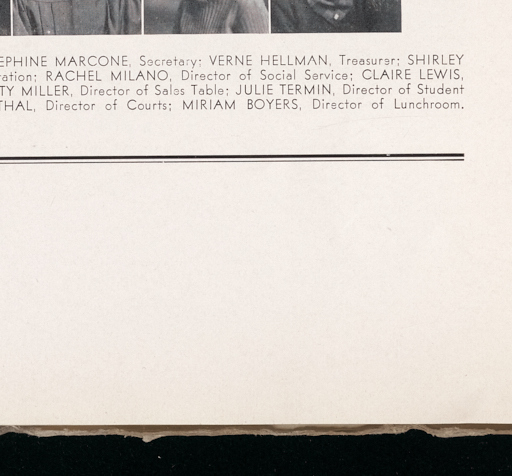 EPHINE MARCONE, Secretary; VERNE HELLMAN, Treasurer; SHIRLEY
ration; RACHEL MILANO, Director of Social Service; CLAIRE LEWIS,
TY MILLER, Director of Sales Table; JULIE TERMIN, Director of Student
THAL, Director of Courts; MIRIAM BOYERS, Director of Lunchroom.